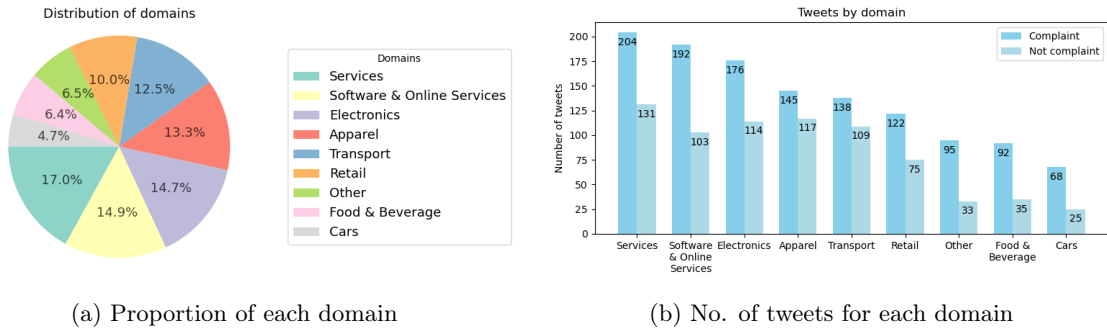 Distribution of domains
10.0%
12.5%
6.5%
6.4%
13.3%
4.7%
17.0%
14.7%
14.9%
Domains
Services
Software & Online Services
Electronics
Apparel
Transport
Retail
Other
Food & Beverage
Cars
(a) Proportion of each domain
Tweets by domain
Complaint
Not complaint
Number of tweets
200
175
150
125
100
75
50
25
0
204
131
192
103
176
114
145
117
138
109
122
75
95
33
92
35
68
25
Services
Software
& Online
Services
Electronics
Apparel
Transport
Retail
Other
Food &
Beverage
Cars
(b) No. of tweets for each domain